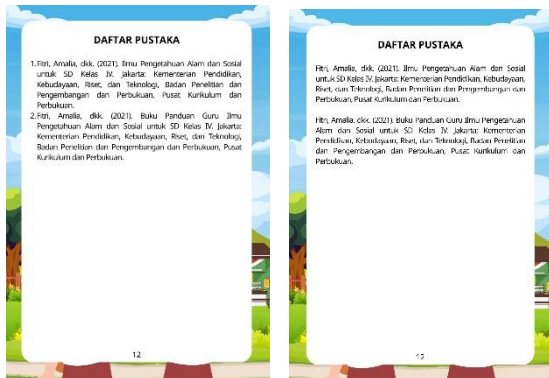 DAFTAR PUSTAKA
1. Fitri, Amalia, dkk. (2021). Ilmu Pengetahuan Alam dan Sosial
untuk SD Kelas IV. Jakarta: Kementerian Pendidikan,
Kebudayaan, Riset, dan Teknologi, Badan Penelitian dan
Pengembangan dan Perbukuan, Pusat Kurikulum dan
Perbukuan.
2. Fitri, Amalia, dkk. (2021). Buku Panduan Guru Ilmu
Pengetahuan Alam dan Sosial untuk SD Kelas IV. Jakarta:
Kementerian Pendidikan, Kebudayaan, Riset, dan Teknologi,
Badan Penelitian dan Pengembangan dan Perbukuan, Pusat
Kurikulum dan Perbukuan.
12
DAFTAR PUSTAKA
Fitri, Amalia, dkk. (2021). Ilmu Pengetahuan Alam dan Sosial
untuk SD Kelas IV. Jakarta: Kementerian Pendidikan, Kebudayaan,
Riset, dan Teknologi, Badan Penelitian dan Pengembangan dan
Perbukuan, Pusat Kurikulum dan Perbukuan.
Fitri, Amalia, dkk. (2021). Buku Panduan Guru Ilmu Pengetahuan
Alam dan Sosial untuk SD Kelas IV. Jakarta: Kementerian
Pendidikan, Kebudayaan, Riset, dan Teknologi, Badan Penelitian
dan Pengembangan dan Perbukuan, Pusat Kurikulum dan
Perbukuan.
12